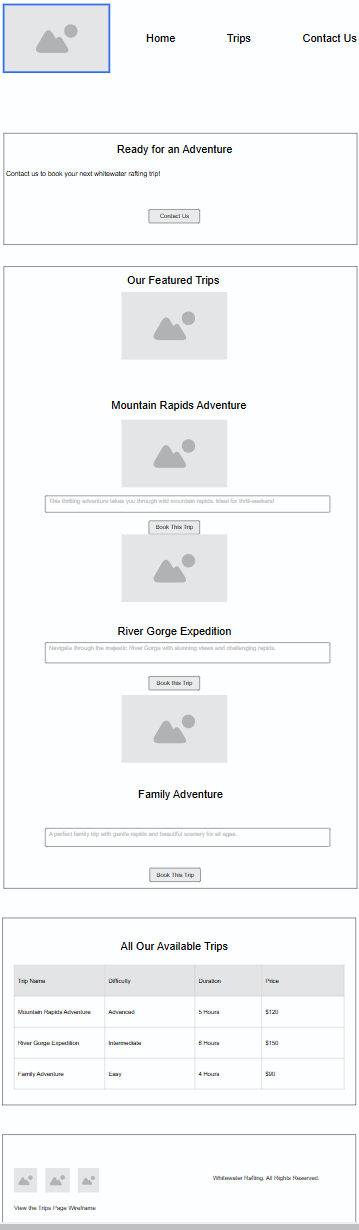 Home Trips Contact Us
Ready for an Adventure
Contact us to book your next whitewater rafting trip!
Contact Us
Our Featured Trips
Mountain Rapids Adventure
This thrilling adventure takes you through wild mountain rapids. Ideal for thrill-seekers!
Book This Trip
River Gorge Expedition
Navigate through the majestic River Gorge with stunning views and challenging rapids.
Book this Trip
Family Adventure
A perfect family trip with gentle rapids and beautiful scenery for all ages.
Book This Trip
All Our Available Trips
Trip Name Difficulty Duration Price
Mountain Rapids Adventure Advanced 5 Hours $120
River Gorge Expedition Intermediate 6 Hours $150
Family Adventure Easy 4 Hours $90
Whitewater Rafting. All Rights Reserved.
View the Trips Page Wireframe